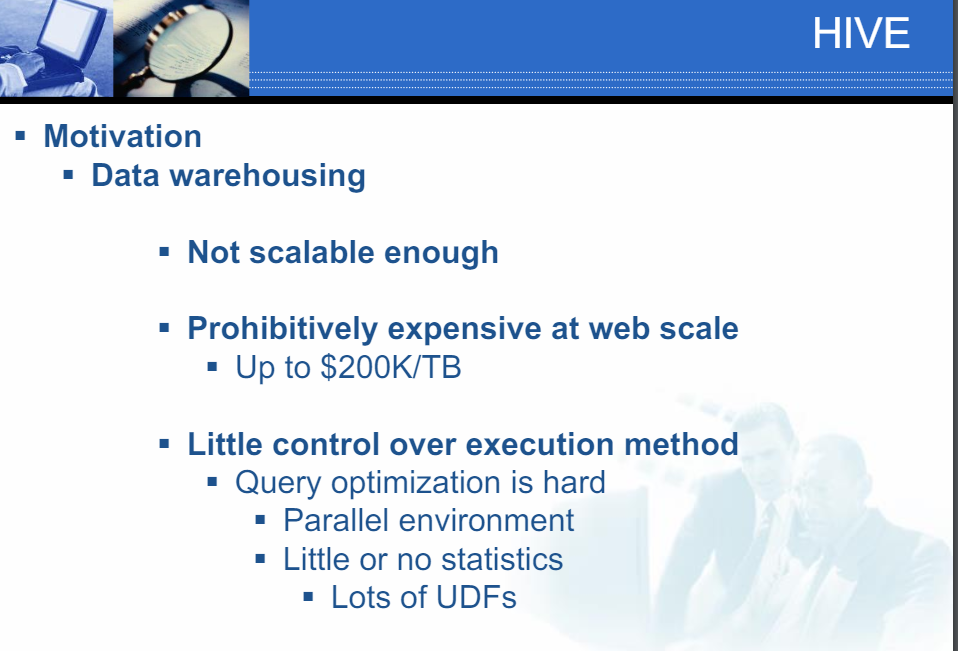 HIVE
▪ Motivation
▪ Data warehousing
▪ Not scalable enough
▪ Prohibitively expensive at web scale
▪ Up to $200K/TB
▪ Little control over execution method
▪ Query optimization is hard
▪ Parallel environment
▪ Little or no statistics
▪ Lots of UDFs